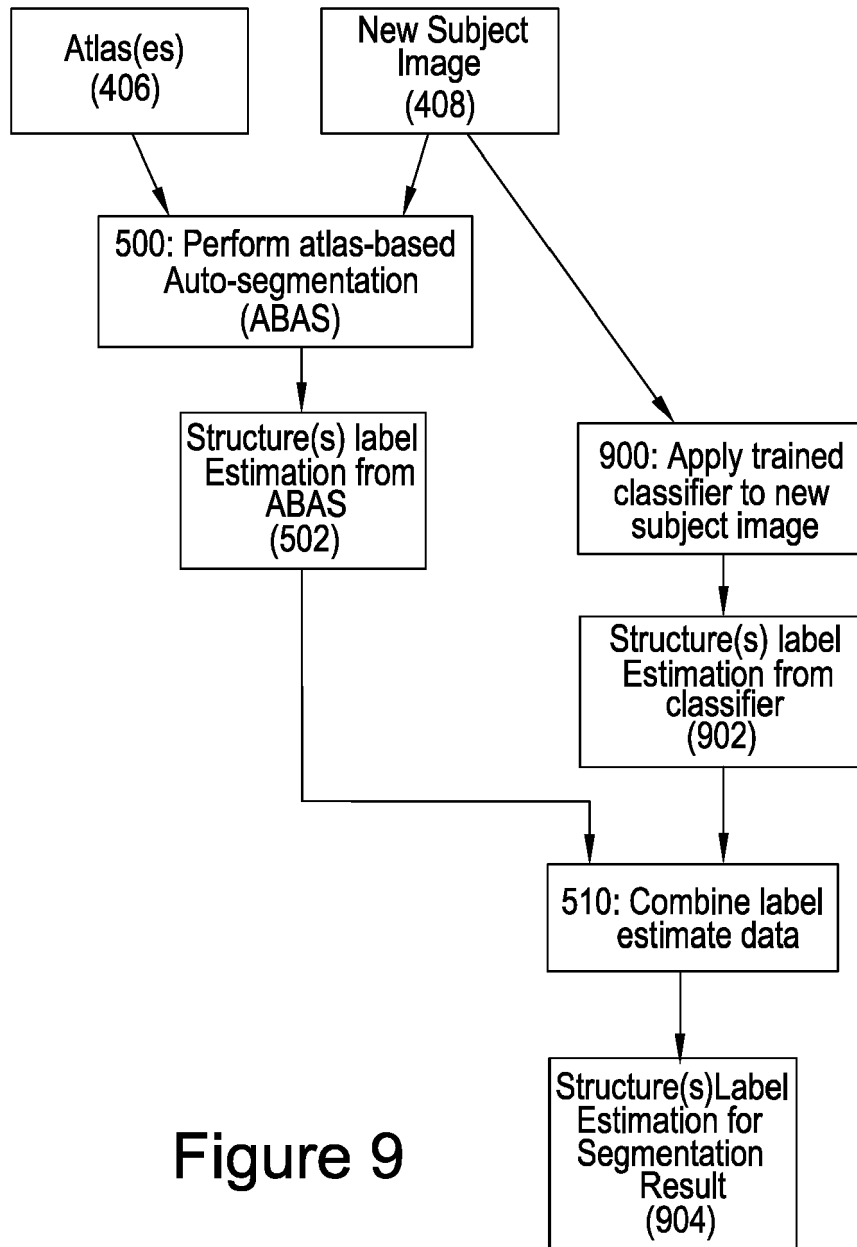 Atlas(es)
(406)
New Subject
Image
(408)
500: Perform atlas-based
Auto-segmentation
(ABAS)
Structure(s) label
Estimation from
ABAS
(502)
900: Apply trained
classifier to new
subject image
Structure(s) label
Estimation from
classifier
(902)
510: Combine label
estimate data
Structure(s)Label
Estimation for
Segmentation
Result
(904)
Figure 9